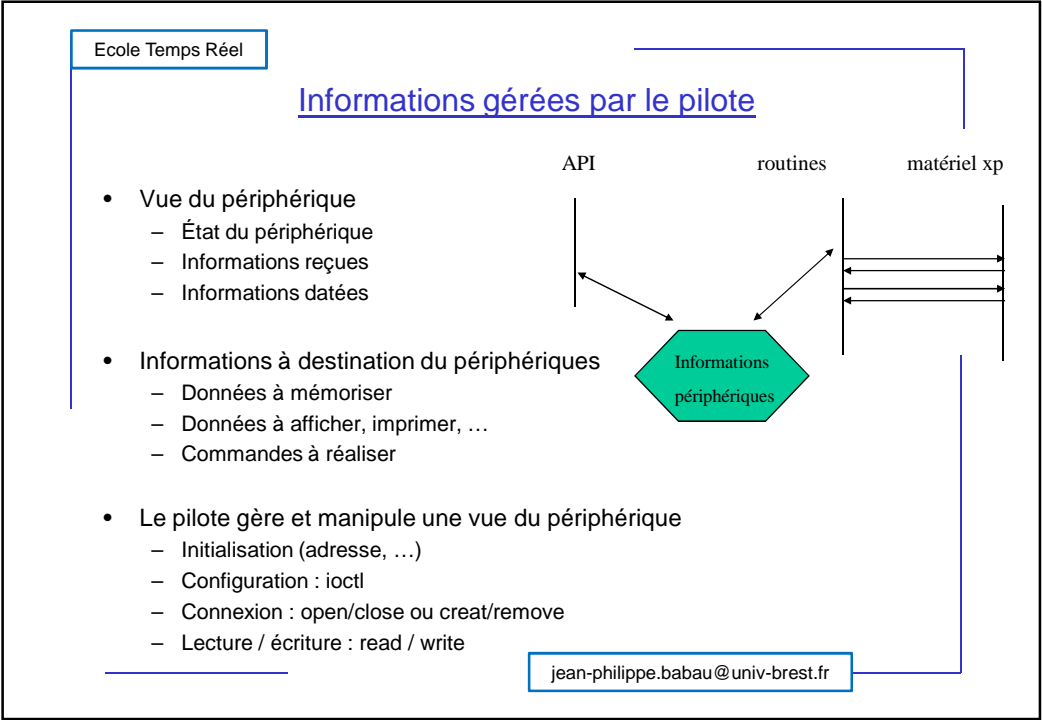 Ecole Temps Réel
Informations gérées par le pilote
API routines matériel xp
• Vue du périphérique
– État du périphérique
– Informations reçues
– Informations datées
• Informations à destination du périphériques
– Données à mémoriser
– Données à afficher, imprimer, …
– Commandes à réaliser
Informations
périphériques
• Le pilote gère et manipule une vue du périphérique
– Initialisation (adresse, …)
– Configuration : ioctl
– Connexion : open/close ou creat/remove
– Lecture / écriture : read / write
jean-philippe.babau@univ-brest.fr